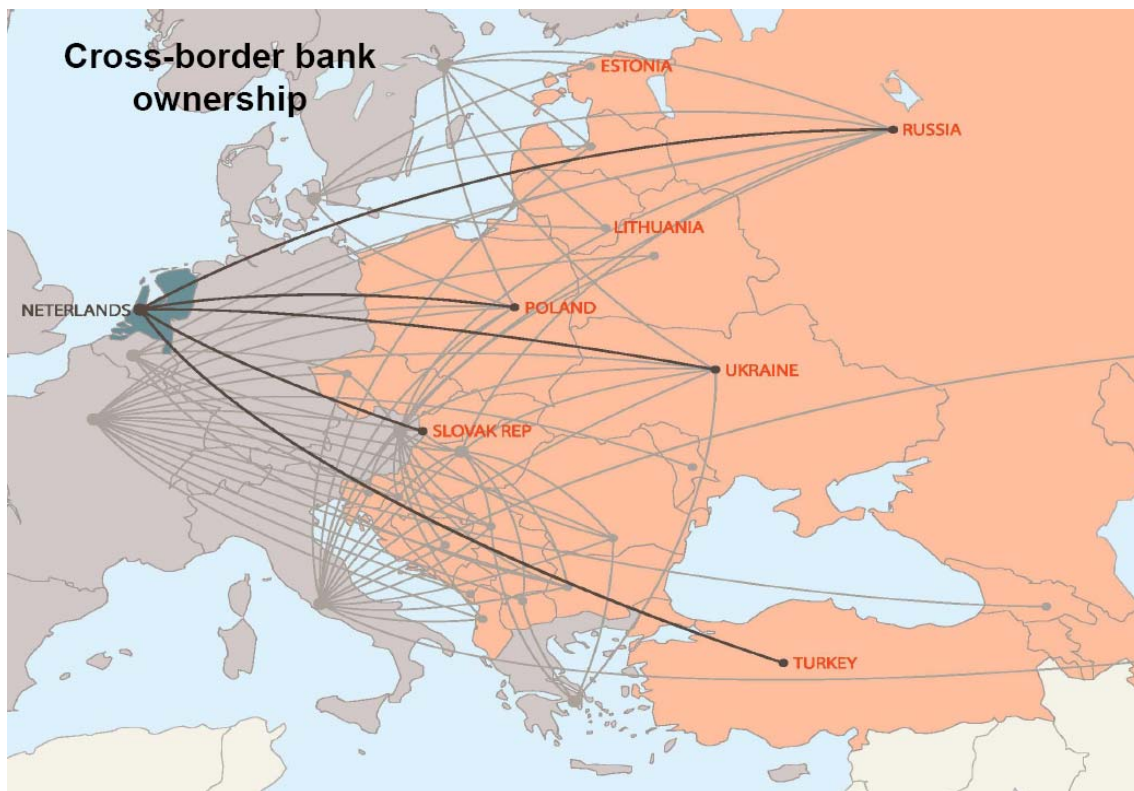 Cross-border bank
ownership
ESTONIA
RUSSIA
LITHUANIA
NETERLANDS
POLAND
UKRAINE
SLOVAK REP
TURKEY